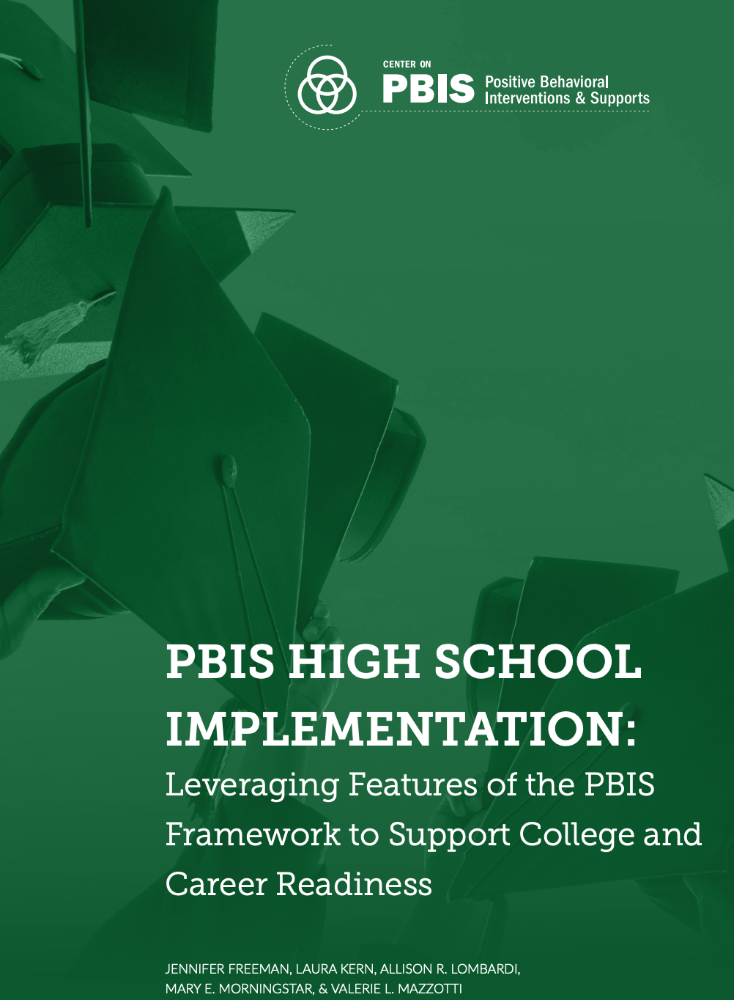 CENTER ON
PBIS
Positive Behavioral
Interventions & Supports
PBIS HIGH SCHOOL
IMPLEMENTATION:
Leveraging Features of the PBIS
Framework to Support College and
Career Readiness
JENNIFER FREEMAN, LAURA KERN, ALLISON R. LOMBARDI,
MARY E. MORNINGSTAR, & VALERIE L. MAZZOTTI